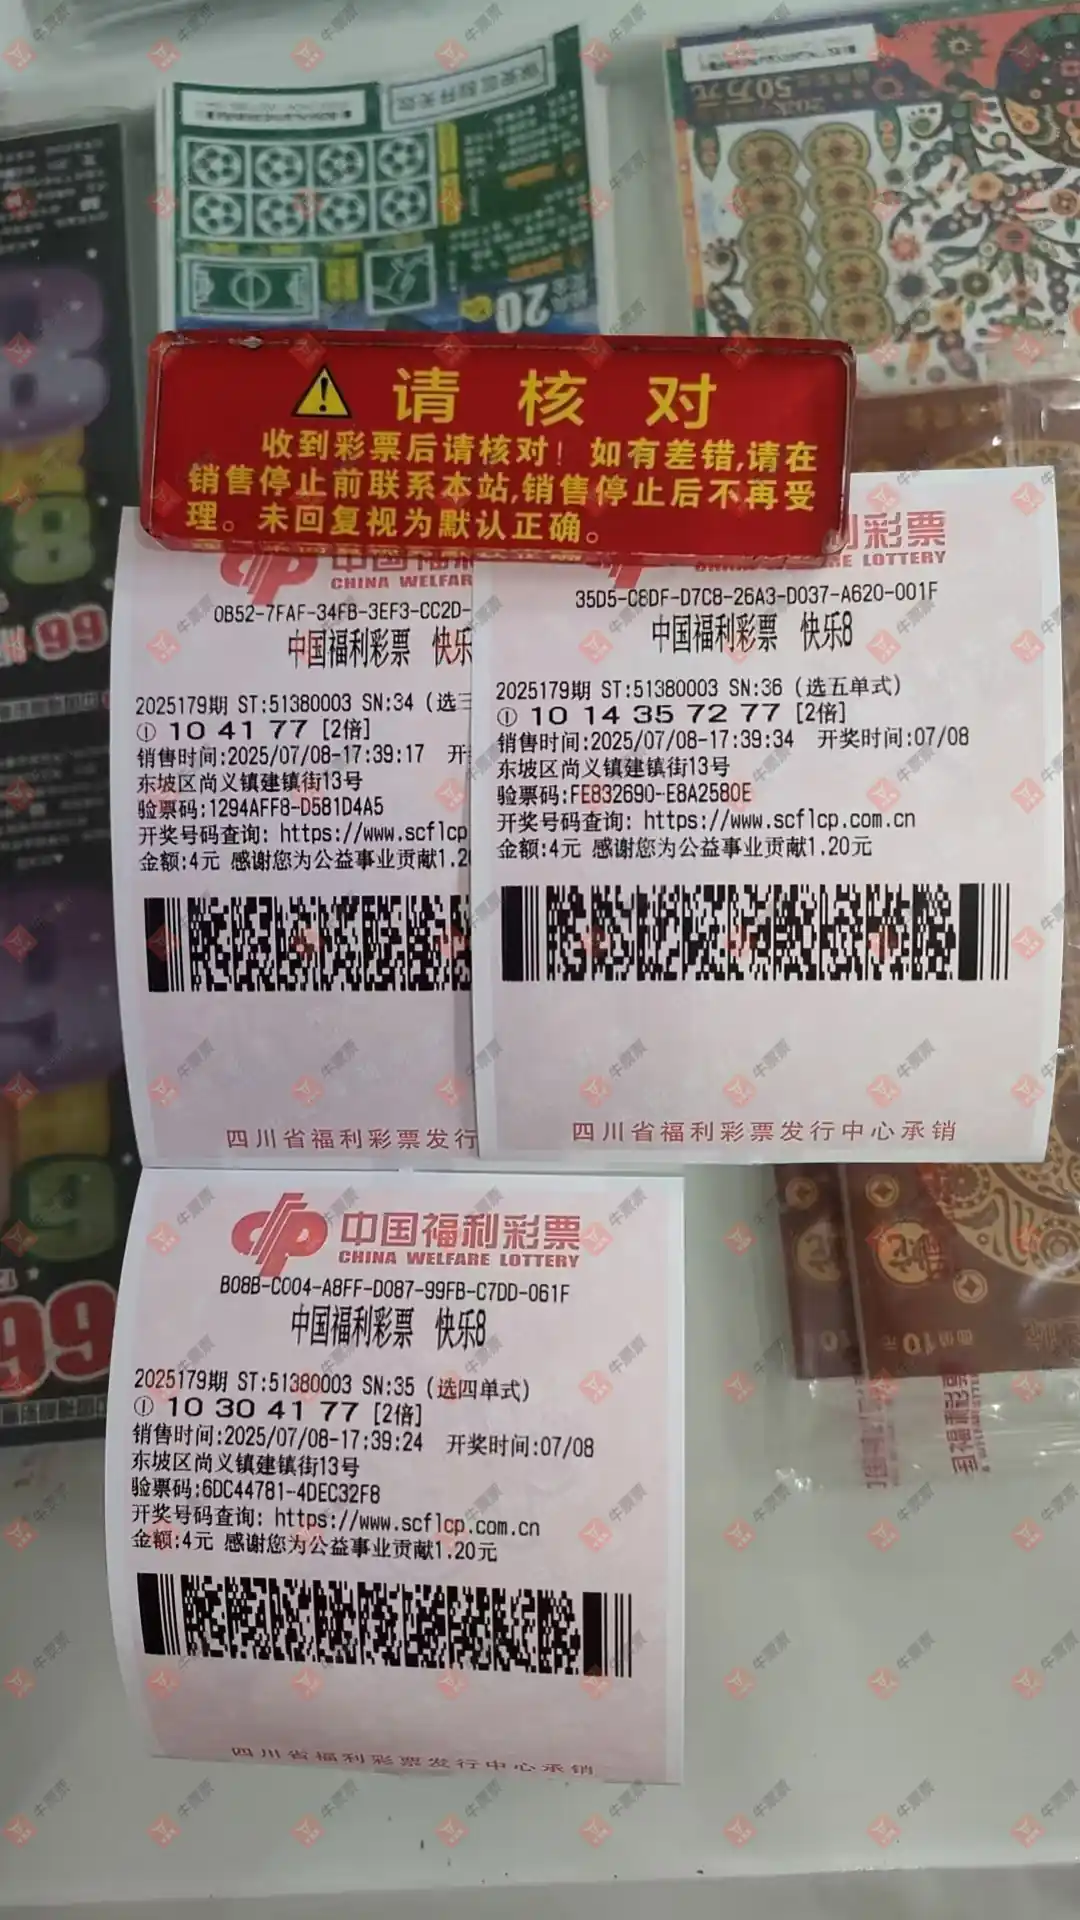 50万元
20
请核对
收到彩票后请核对！如有差错,请在
销售停止前联系本站,销售停止后不再受
理。未回复视为默认正确。
中国福
CHINA WELFAR
0B52-7FAF-34FB-3EF3-CC2D-
中国福利彩票 快乐
2025179期 ST:51380003 SN:34 (选三
① 10 41 77 [2倍]
销售时间:2025/07/08-17:39:17 开
东坡区尚义镇建镇街13号
验票码:1294AFF8-D581D4A5
开奖号码查询: https://www.scflcp
金额:4元 感谢您为公益事业贡献1.20
四川省福利彩票发行
利彩票
ME LOTTERY
35D5-C8DF-D7C8-26A3-D037-A620-001F
中国福利彩票 快乐8
2025179期 ST:51380003 SN:36 (选五单式)
① 10 14 35 72 77 [2倍]
销售时间:2025/07/08-17:39:34 开奖时间:07/08
东坡区尚义镇建镇街13号
验票码:FE832690-E8A2580E
开奖号码查询: https://www.scflcp.com.cn
金额:4元 感谢您为公益事业贡献1.20元
四川省福利彩票发行中心承销
中国福利彩票
CHINA WELFARE LOTTERY
B08B-C004-A8FF-D087-99FB-C7DD-061F
中国福利彩票 快乐8
2025179期 ST:51380003 SN:35 (选四单式)
① 10 30 41 77 [2倍]
销售时间:2025/07/08-17:39:24 开奖时间:07/08
东坡区尚义镇建镇街13号
验票码:6DC44781-4DEC32F8
开奖号码查询: https://www.scflcp.com.cn
金额:4元 感谢您为公益事业贡献1.20元
四川省福利彩票发行中心承销
99
99
牛票票